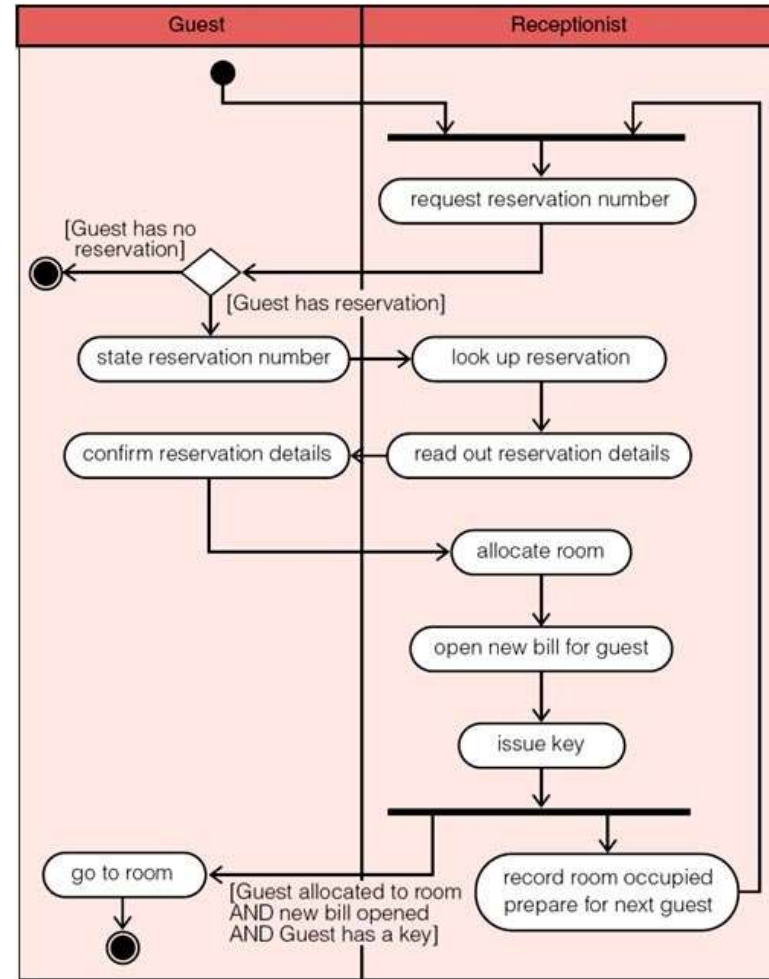 Guest
Receptionist
request reservation number
[Guest has no
reservation]
[Guest has reservation]
state reservation number
look up reservation
confirm reservation details
read out reservation details
allocate room
open new bill for guest
issue key
go to room
[Guest allocated to room
AND new bill opened
AND Guest has a key]
record room occupied
prepare for next guest